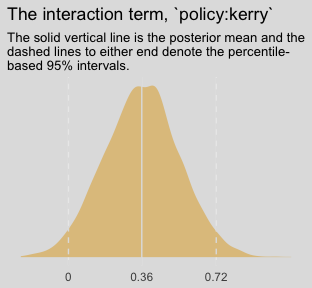 The interaction term, `policy:kerry`
The solid vertical line is the posterior mean and the
dashed lines to either end denote the percentile-
based 95% intervals.
0 0.36 0.72